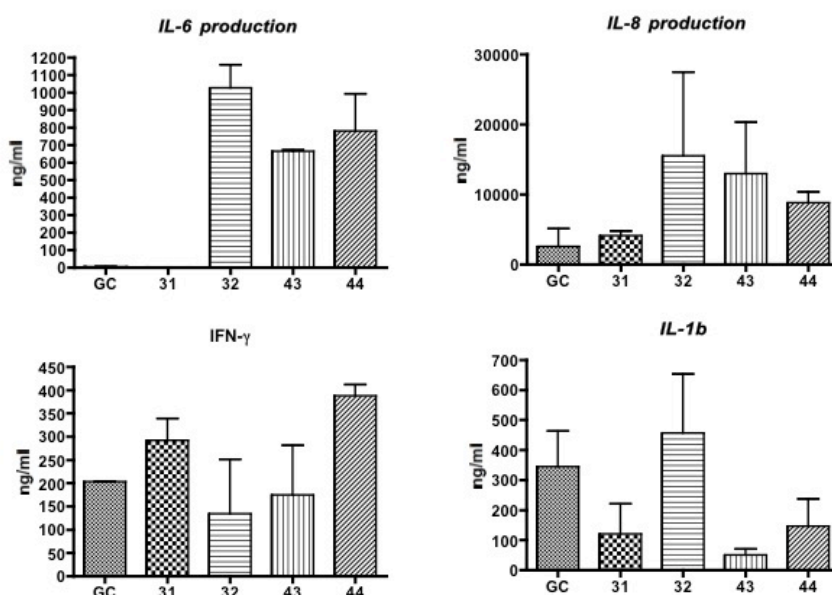 IL-6 production
1200
1100
1000
900
800
700
600
500
400
300
200
100
0
ng/ml
GC 31 32 43 44
IL-8 production
30000
20000
10000
0
ng/ml
GC 31 32 43 44
IFN-γ
450
400
350
300
250
200
150
100
50
0
ng/ml
GC 31 32 43 44
IL-1b
700
600
500
400
300
200
100
0
ng/ml
GC 31 32 43 44